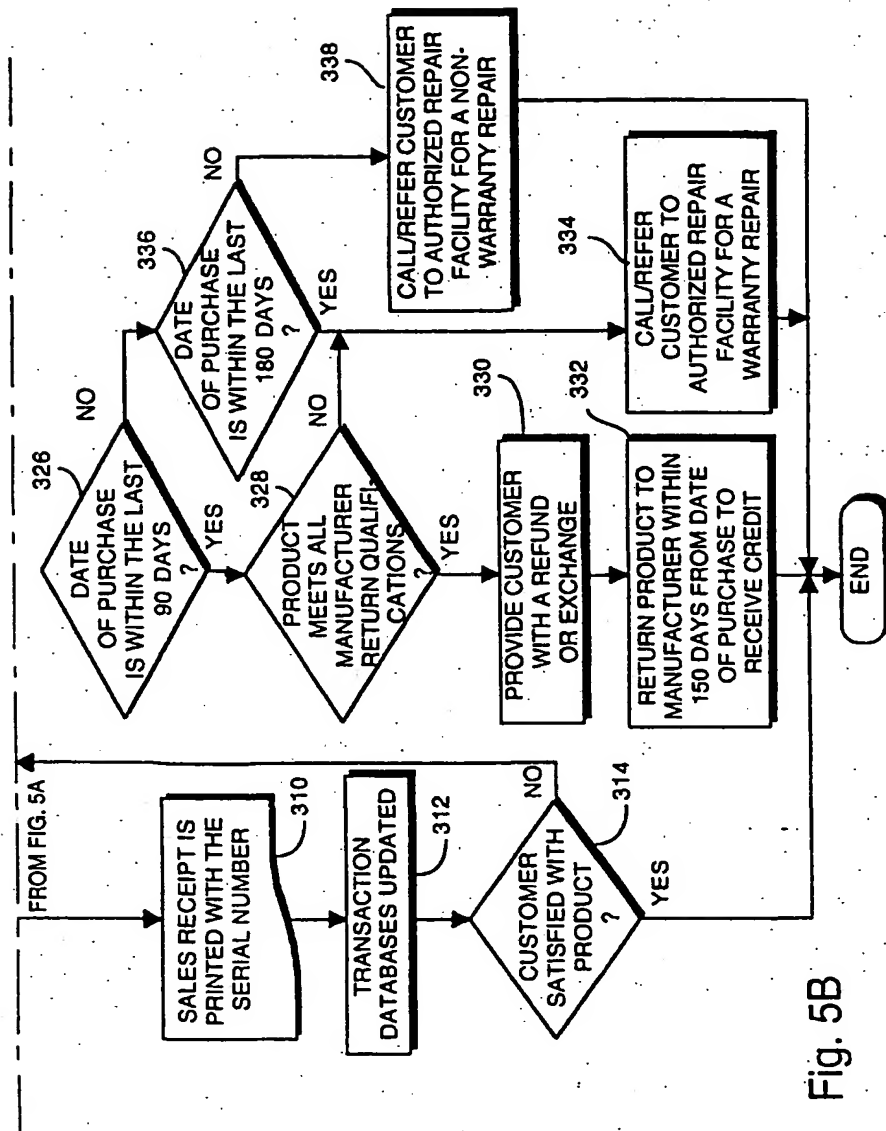 FROM FIG. 5A
SALES RECEIPT IS
PRINTED WITH THE
SERIAL NUMBER
310
TRANSACTION
DATABASES UPDATED
312
CUSTOMER
SATISFIED WITH
PRODUCT
?
314
NO
YES
326
DATE
OF PURCHASE
IS WITHIN THE LAST
90 DAYS
?
NO
YES
328
PRODUCT
MEETS ALL
MANUFACTURER
RETURN QUALIFI-
CATIONS
?
NO
YES
330
PROVIDE CUSTOMER
WITH A REFUND
OR EXCHANGE
332
RETURN PRODUCT TO
MANUFACTURER WITHIN
150 DAYS FROM DATE
OF PURCHASE TO
RECEIVE CREDIT
336
DATE
OF PURCHASE
IS WITHIN THE LAST
180 DAYS
?
NO
YES
338
CALL/REFER CUSTOMER
TO AUTHORIZED REPAIR
FACILITY FOR A NON-
WARRANTY REPAIR
334
CALL/REFER
CUSTOMER TO
AUTHORIZED REPAIR
FACILITY FOR A
WARRANTY REPAIR
END
Fig. 5B